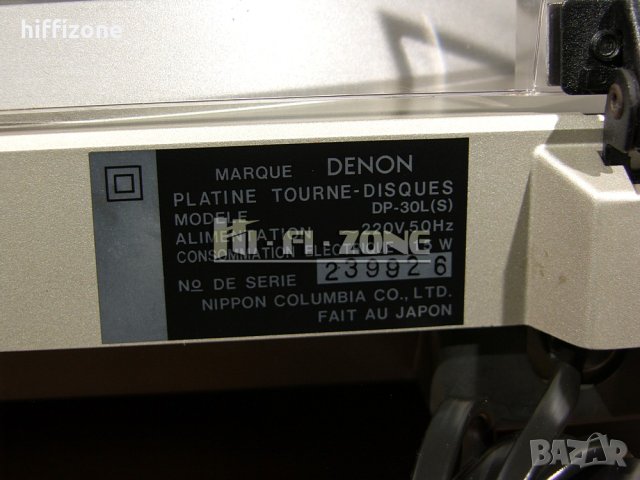 hiffizone
MARQUE DENON
PLATINE TOURNE-DISQUES
MODELE DP-30L(S)
ALIMENTATION 220V 50Hz
HI-FI-ZONE
CONSOMMATION ELECTRIQUE W
No DE SERIE 239926
NIPPON COLUMBIA CO., LTD.
FAIT AU JAPON
BAZAR